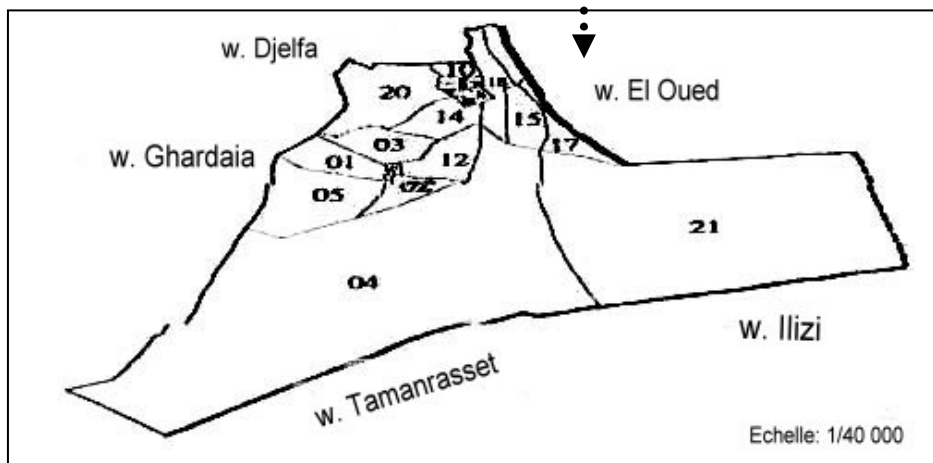 w. Djelfa
w. El Oued
20
14
15
w. Ghardaia
03
17
01
12
05
21
04
w. Ilizi
w. Tamanrasset
Echelle: 1/40 000